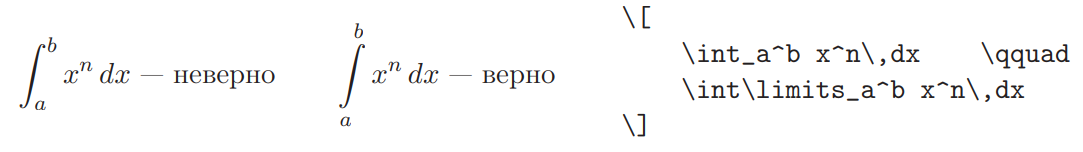 ∫_a^b x^n dx — неверно
∫_a^b x^n dx — верно
\[
\int_a^b x^n\,dx \qquad
\int\limits_a^b x^n\,dx
\]